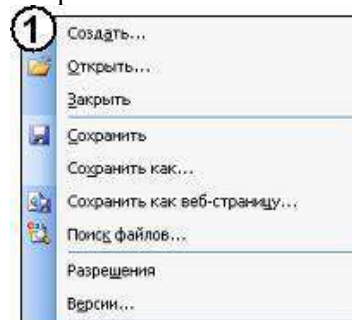 1
Создать...
Открыть...
Закрыть
Сохранить
Сохранить как...
Сохранить как веб-страницу...
Поиск файлов...
Разрешения
Версии...